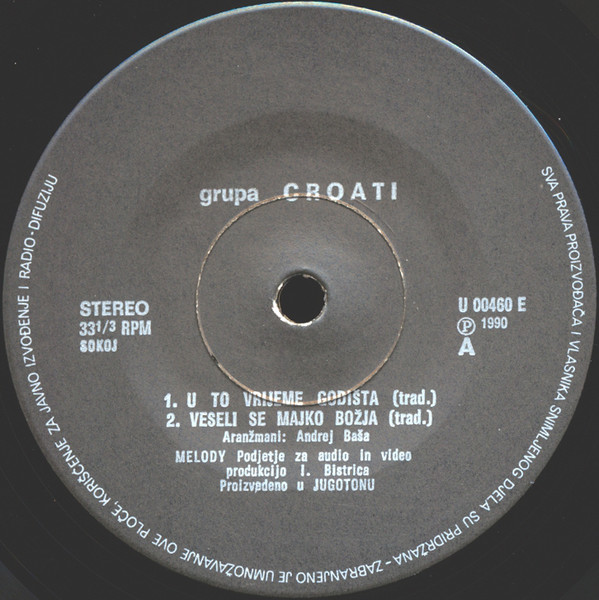 grupa CROATI
STEREO
33 1/3 RPM
SOKOJ
U 00460 E
Ⓟ 1990
A
1. U TO VRIJEME GODIŠTA (trad.)
2. VESELI SE MAJKO BOŽJA (trad.)
Aranžmani: Andrej Baša
MELODY Podjetje za audio in video
produkcijo I. Bistrica
Proizvedeno u JUGOTONU
SVA PRAVA PROIZVOĐAČA I VLASNIKA SNIMLJENOG DJELA SU PRIDRŽANA - ZABRANJENO JE UMNOŽAVANJE OVE PLOČE, KORIŠĆENJE ZA JAVNO IZVOĐENJE I RADIO-DIFUZIJU